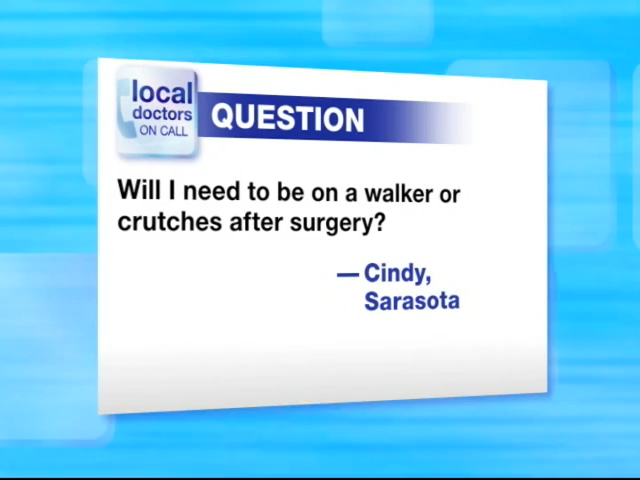 local
doctors
ON CALL
QUESTION
Will I need to be on a walker or
crutches after surgery?
— Cindy,
Sarasota